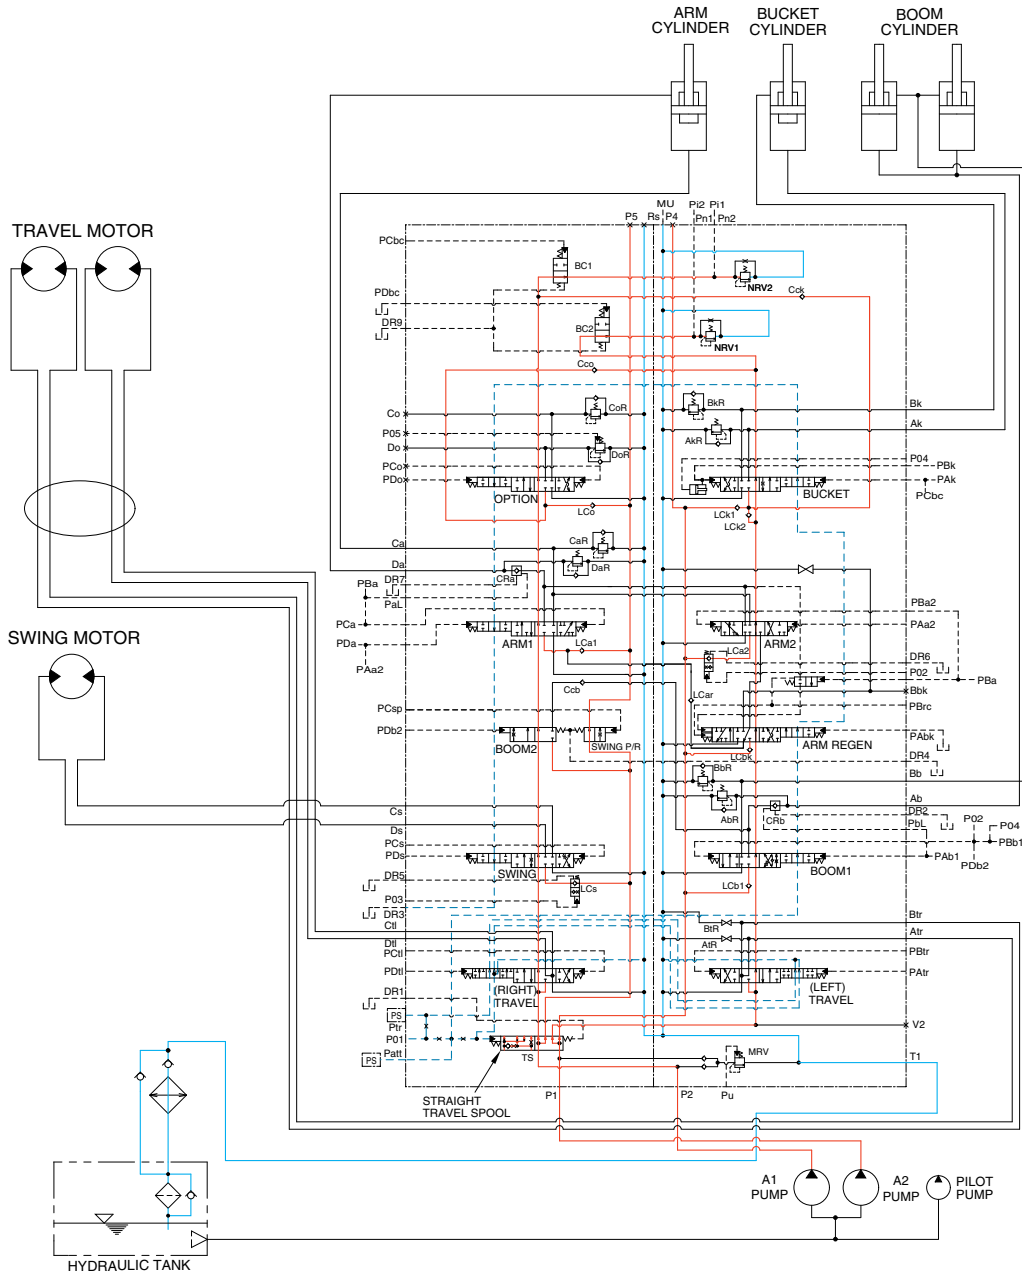 ARM
CYLINDER
BUCKET
CYLINDER
BOOM
CYLINDER
TRAVEL MOTOR
SWING MOTOR
P5 Rs MU P4 Pi2 Pi1
Pn1 Pn2
PCbc
BC1
NRV2
Cck
PDbc
DR9
BC2
NRV1
Cco
Co
CoR
BkR
Bk
P05
AkR
Ak
Do
DoR
P04
PCo
PBk
PDo
PAk
OPTION
BUCKET
PCbc
LCo
LCk1
LCk2
Ca
CaR
Da
DaR
DR7
CRa
PBa
PaL
PBa2
PCa
PAa2
ARM1
ARM2
PDa
LCa1
LCa2
PAa2
DR6
P02
Ccb
LCar
PBa
Bbk
PCsp
PBrc
PDb2
PAbk
BOOM2
SWING P/R
ARM REGEN
LCbk
DR4
BbR
Bb
Cs
AbR
CRb
Ab
DR2
Ds
PbL
P02 P04
PCs
PBb1
PDs
PAb1
PDb2
SWING
BOOM1
DR5
LCs
LCb1
P03
DR3
Ctl
BtR
Btr
Dtl
AtR
Atr
PCtl
PBtr
PDtl
PAtr
(RIGHT)
TRAVEL
(LEFT)
TRAVEL
DR1
PS
Ptr
V2
P01
Patt
TS
MRV
T1
PS
STRAIGHT
TRAVEL SPOOL
P1 P2 Pu
A1
PUMP
A2
PUMP
PILOT
PUMP
HYDRAULIC TANK